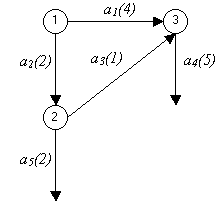 a₁(4)
1
3
a₂(2)
a₃(1)
a₄(5)
2
a₅(2)